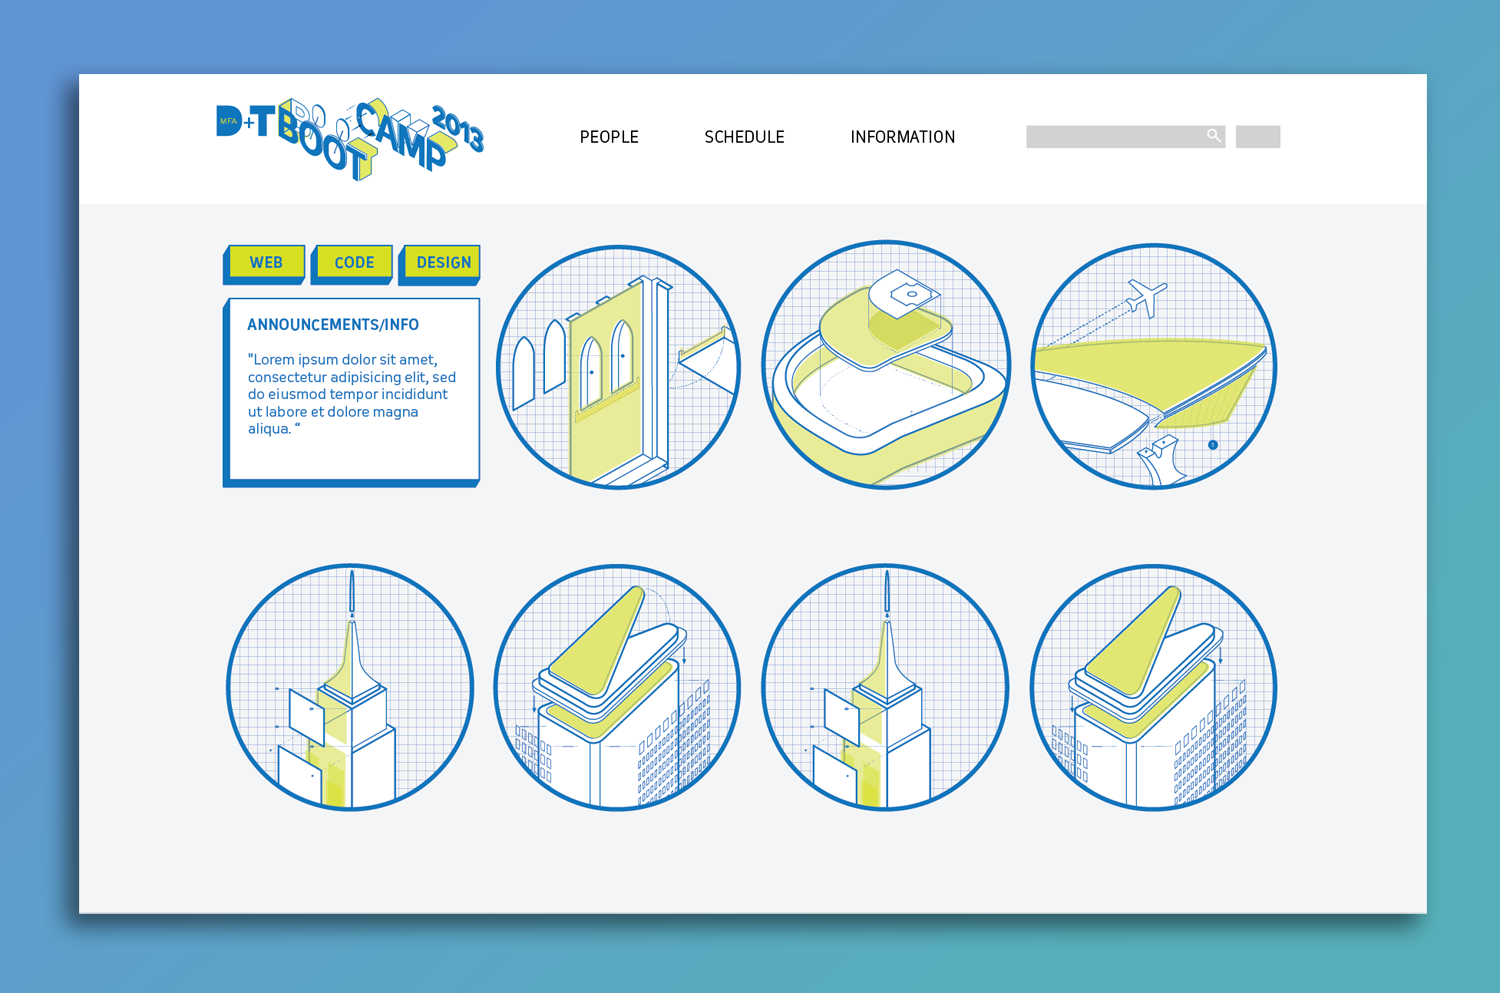 MFA
D+T BOOT CAMP 2013
PEOPLE SCHEDULE INFORMATION
WEB CODE DESIGN
ANNOUNCEMENTS/INFO
"Lorem ipsum dolor sit amet,
consectetur adipisicing elit, sed
do eiusmod tempor incididunt
ut labore et dolore magna
aliqua. “
1